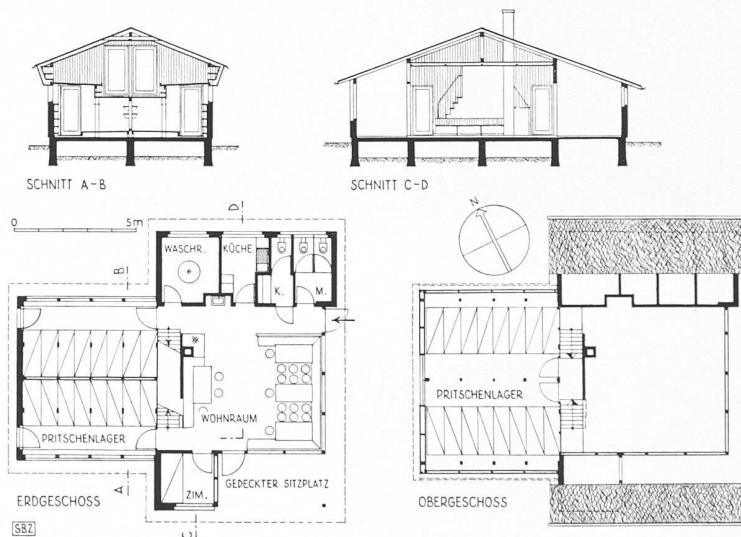 SCHNITT A-B
SCHNITT C-D
0 5m
D
N
WASCHR.
KÜCHE
B
K.
M.
PRITSCHENLAGER
WOHNRAUM
PRITSCHENLAGER
ZIM.
GEDECKTER SITZPLATZ
A
ERDGESCHOSS
OBERGESCHOSS
C
SBZ